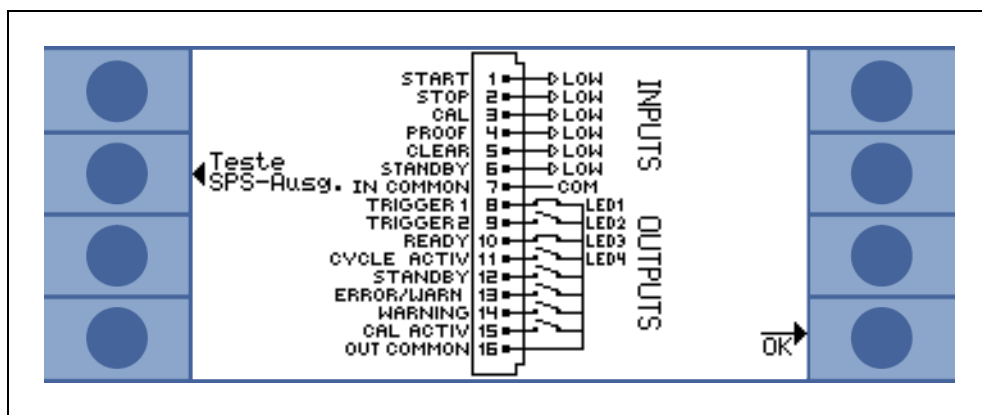 START 1 LOW
STOP 2 LOW
CAL 3 LOW
PROOF 4 LOW
CLEAR 5 LOW
STANDBY 6 LOW
IN COMMON 7 COM
TRIGGER 1 8 LED1
TRIGGER 2 9 LED2
READY 10 LED3
CYCLE ACTIV 11 LED4
STANDBY 12
ERROR/WARN 13
WARNING 14
CAL ACTIV 15
OUT COMMON 16
INPUTS
OUTPUTS
Teste
SPS-Ausg.
OK